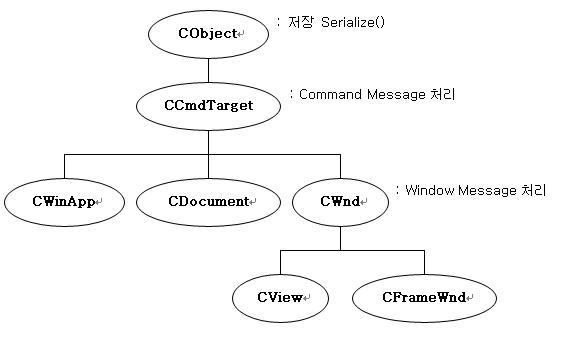 CObject↵ : 저장 Serialize()
CCmdTarget : Command Message 처리
CWinApp↵ CDocument↵ CWnd↵ : Window Message 처리
CView↵ CFrameWnd↵